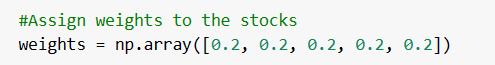 #Assign weights to the stocks
weights = np.array([0.2, 0.2, 0.2, 0.2, 0.2])